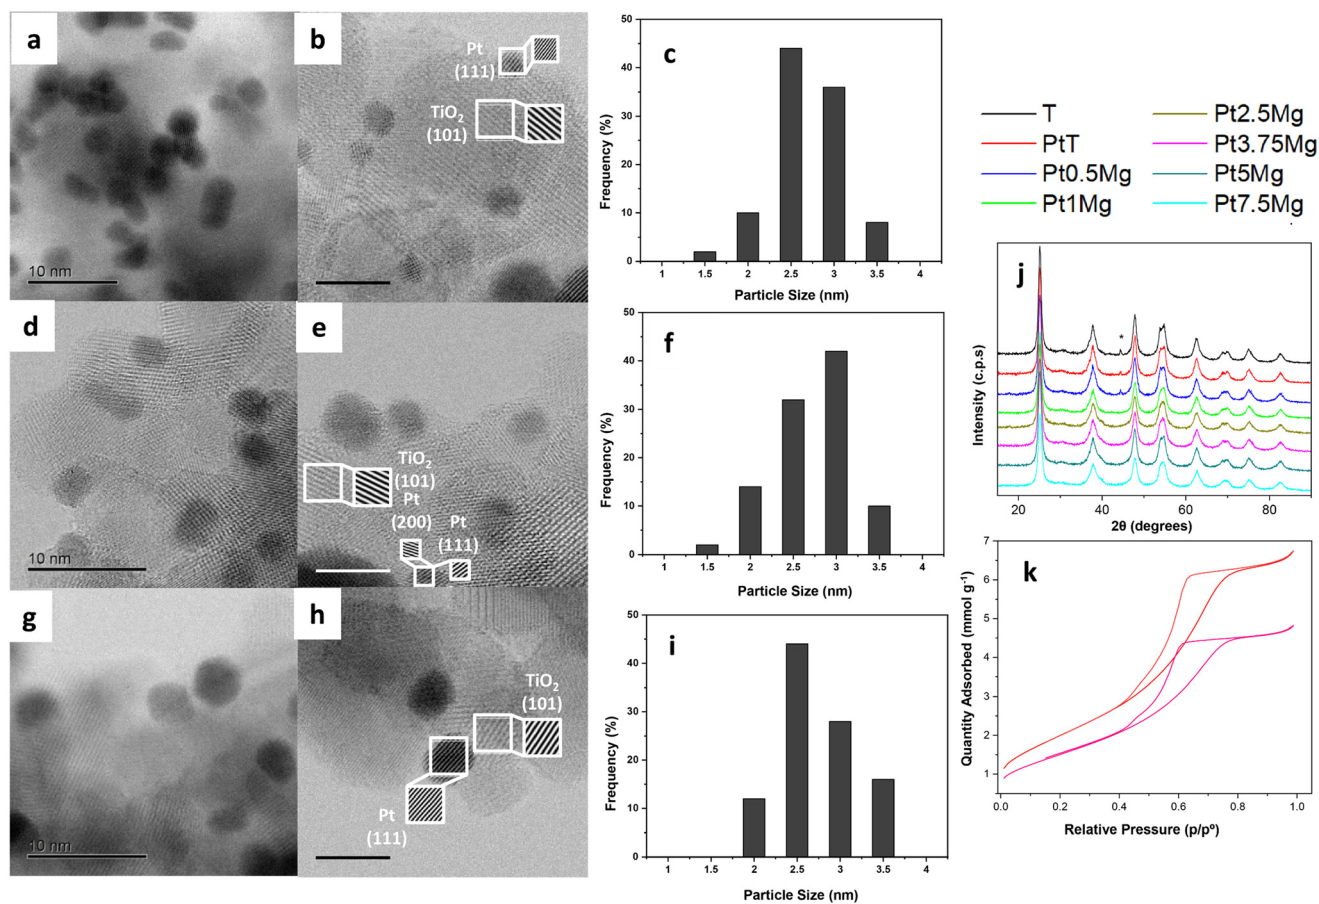 a
10 nm
b
Pt
(111)
TiO2
(101)
c
50
40
30
20
10
0
Frequency (%)
1
1.5
2
2.5
3
3.5
4
Particle Size (nm)
d
10 nm
e
TiO2
(101)
Pt
(200)
Pt
(111)
f
50
40
30
20
10
0
Frequency (%)
1
1.5
2
2.5
3
3.5
4
Particle Size (nm)
g
10 nm
h
TiO2
(101)
Pt
(111)
i
50
40
30
20
10
0
Frequency (%)
1
1.5
2
2.5
3
3.5
4
Particle Size (nm)
T
PtT
Pt0.5Mg
Pt1Mg
Pt2.5Mg
Pt3.75Mg
Pt5Mg
Pt7.5Mg
j
*
Intensity (c.p.s)
20
40
60
80
2θ (degrees)
k
7
6
5
4
3
2
1
Quantity Adsorbed (mmol g⁻¹)
0.0
0.2
0.4
0.6
0.8
1.0
Relative Pressure (p/pº)